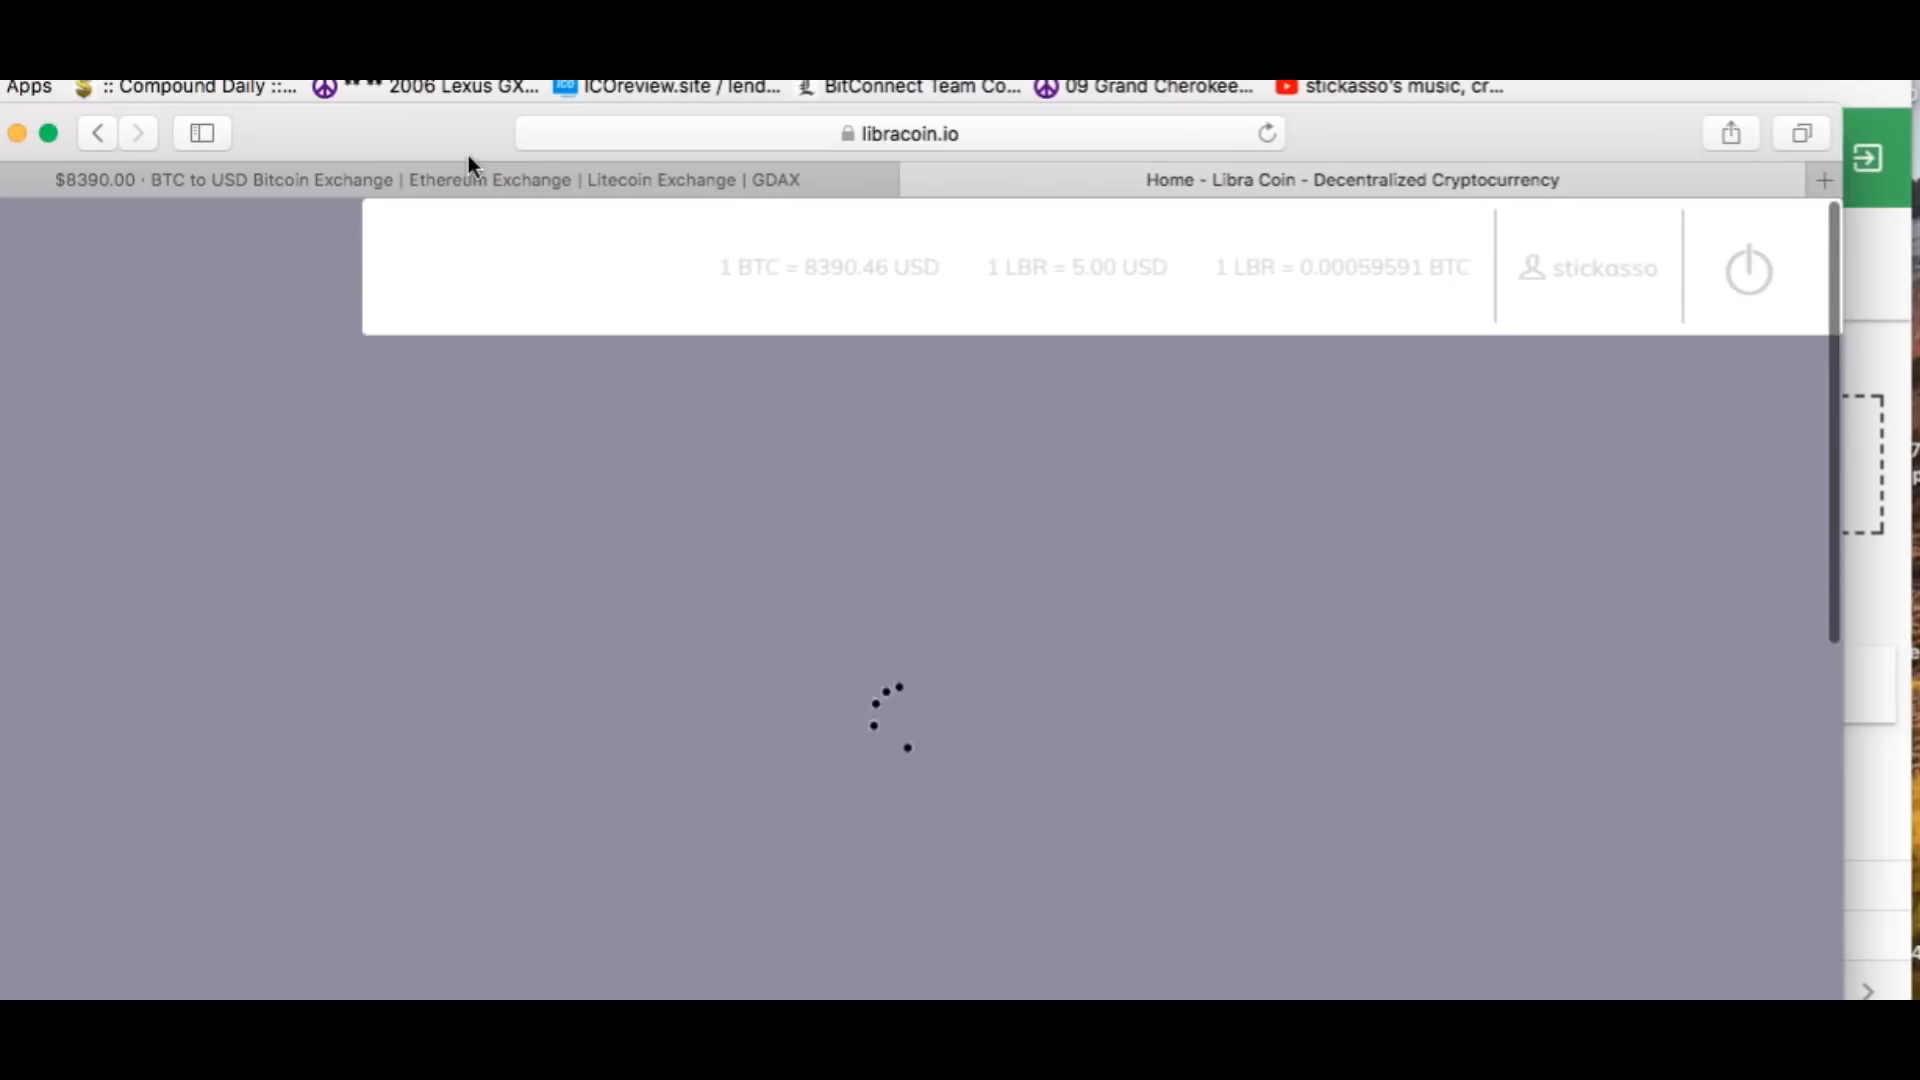 Apps :: Compound Daily ::... 2006 Lexus GX... ICOreview.site / lend... BitConnect Team Co... 09 Grand Cherokee... stickasso's music, cr...
libracoin.io
$8390.00 · BTC to USD Bitcoin Exchange | Ethereum Exchange | Litecoin Exchange | GDAX Home - Libra Coin - Decentralized Cryptocurrency
1 BTC = 8390.46 USD 1 LBR = 5.00 USD 1 LBR = 0.00059591 BTC stickasso